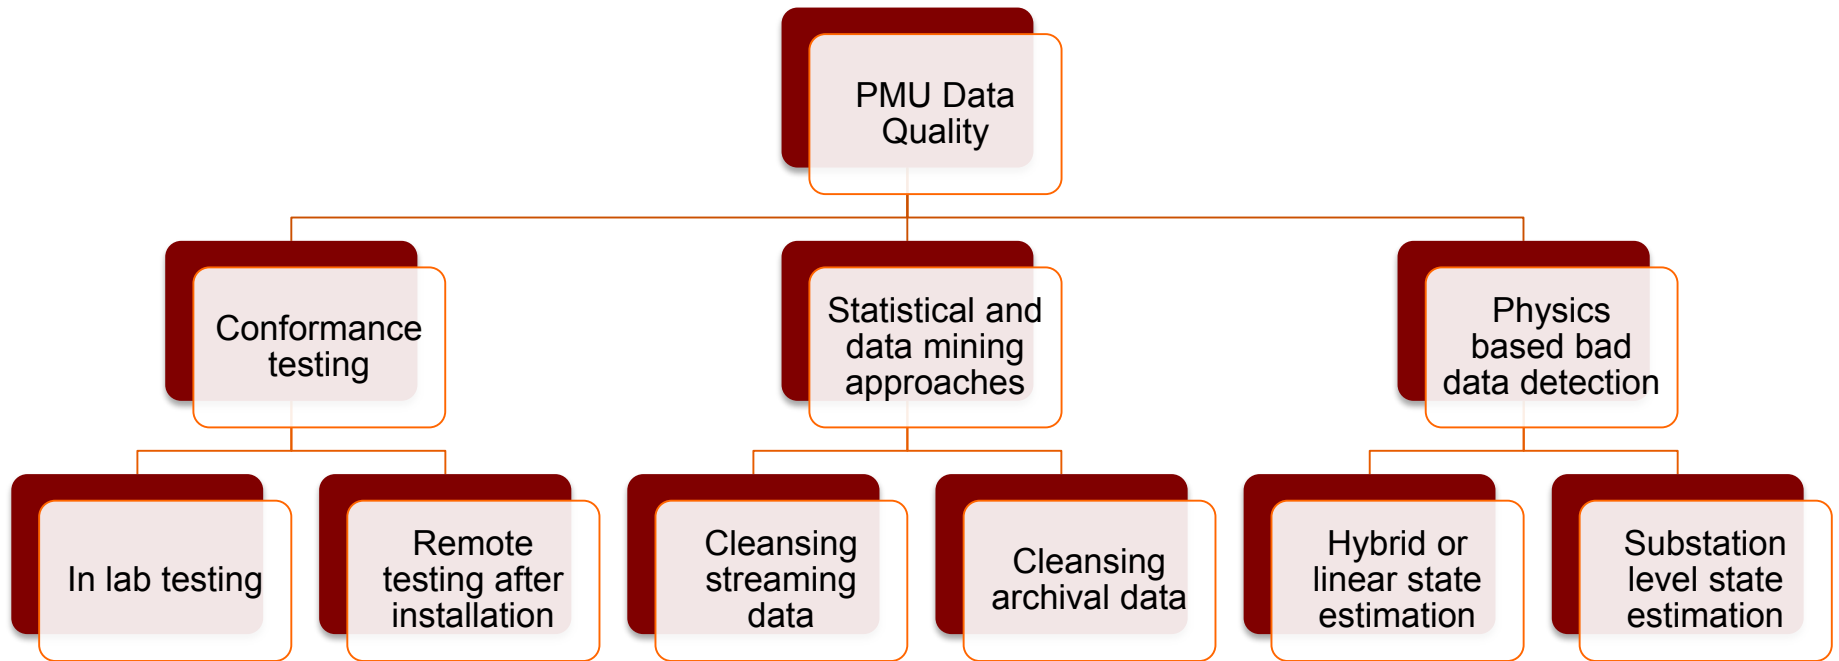 PMU Data
Quality
Conformance
testing
Statistical and
data mining
approaches
Physics
based bad
data detection
In lab testing
Remote
testing after
installation
Cleansing
streaming
data
Cleansing
archival data
Hybrid or
linear state
estimation
Substation
level state
estimation